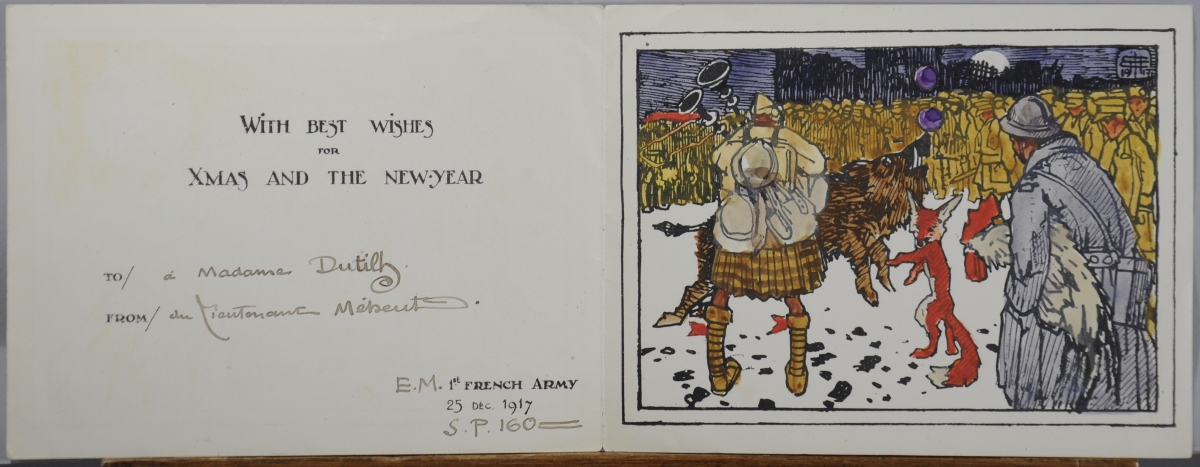 WITH BEST WISHES
FOR
XMAS AND THE NEW-YEAR
TO/ à Madame Dutilh
FROM/ du Lieutenant Méheut
E.M. 1st FRENCH ARMY
25 DEC. 1917
S.P. 160